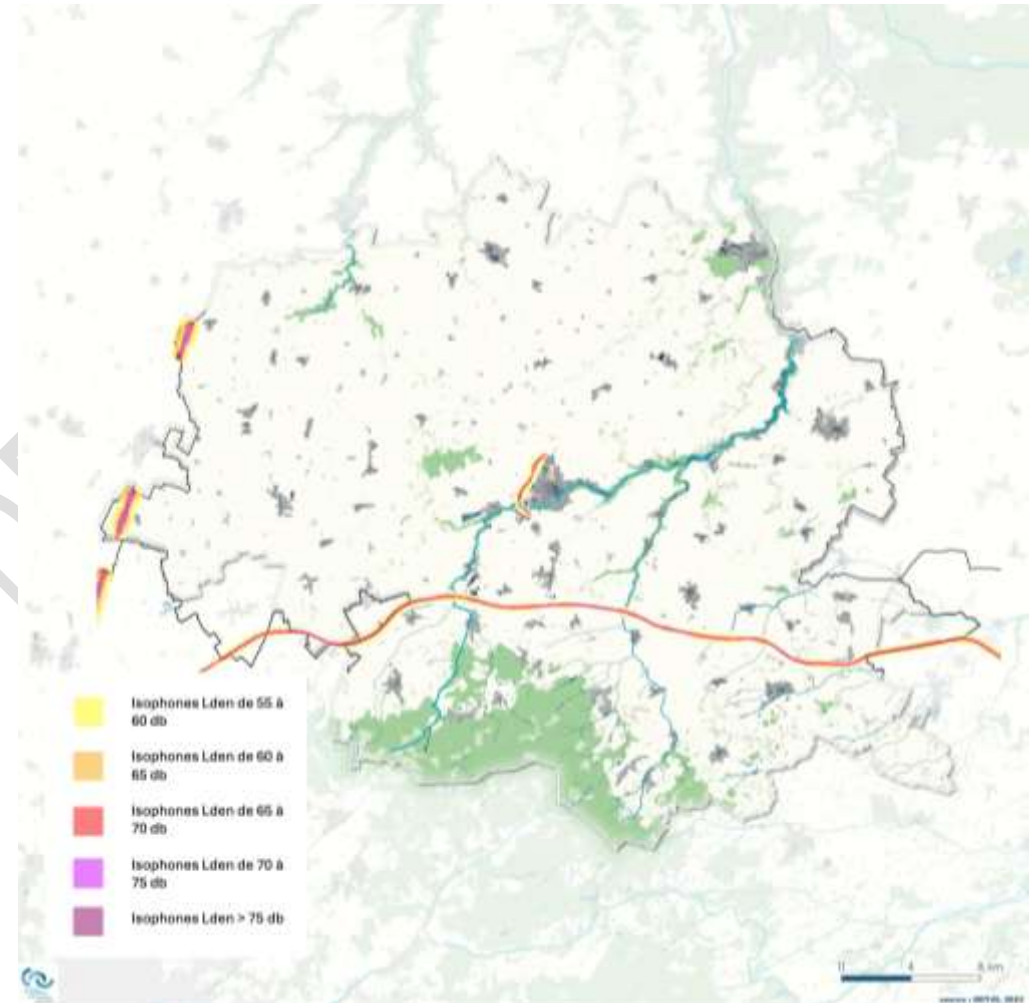 Isophones Lden de 55 à
60 db
Isophones Lden de 60 à
65 db
Isophones Lden de 65 à
70 db
Isophones Lden de 70 à
75 db
Isophones Lden > 75 db
4
8 km